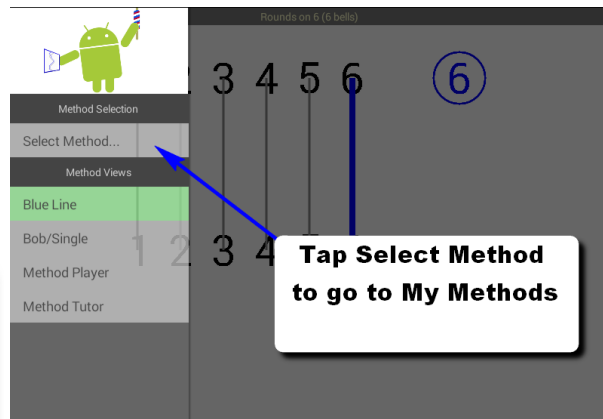 Rounds on 6 (6 bells)
2 3 4 5 6
6
Method Selection
Select Method...
Method Views
Blue Line
Bob/Single
Method Player
Method Tutor
1 2 3 4
Tap Select Method
to go to My Methods